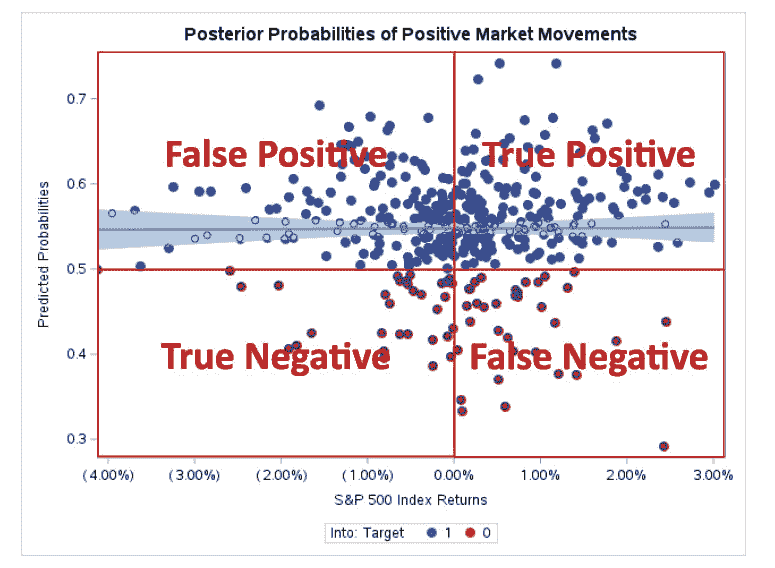 Posterior Probabilities of Positive Market Movements
0.7
False Positive
True Positive
0.6
0.5
True Negative
False Negative
0.4
0.3
Predicted Probabilities
(4.00%) (3.00%) (2.00%) (1.00%) 0.00% 1.00% 2.00% 3.00%
S&P 500 Index Returns
Into: Target 1 0